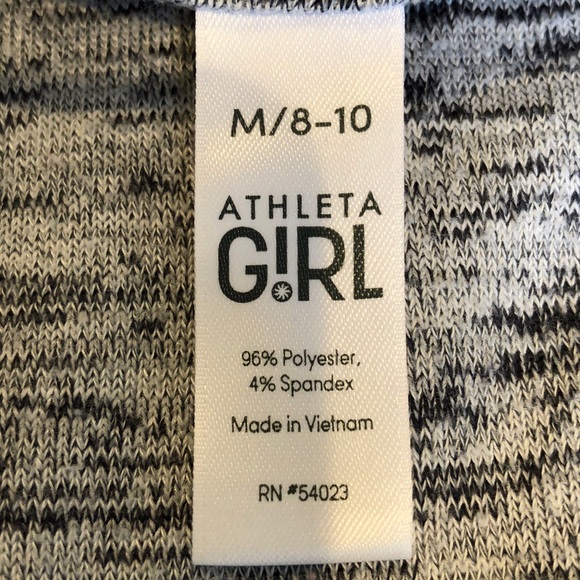 M/8-10
ATHLETA
G!RL
96% Polyester,
4% Spandex
Made in Vietnam
RN #54023